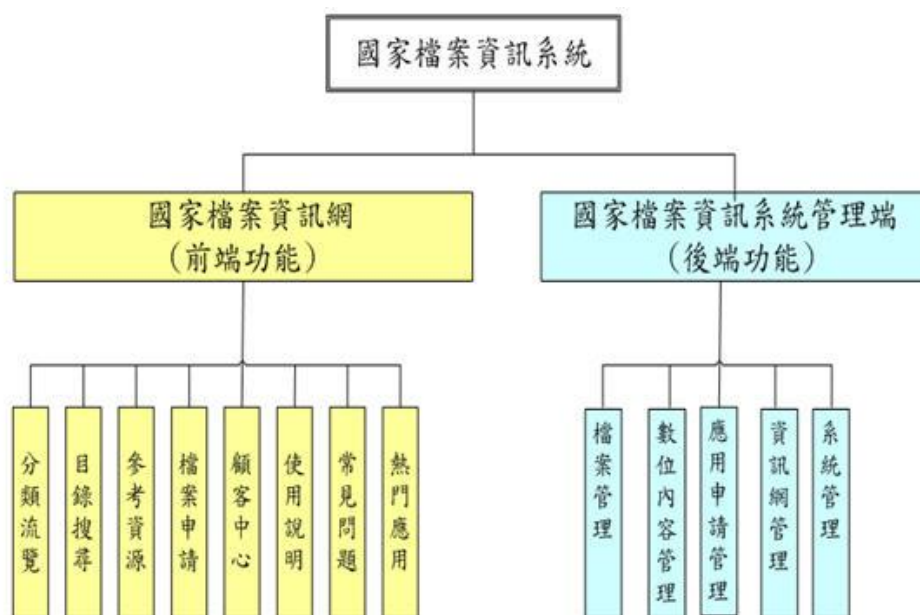 國家檔案資訊系統
國家檔案資訊網
(前端功能)
國家檔案資訊系統管理端
(後端功能)
分類流覽
目錄搜尋
參考資源
檔案申請
顧客中心
使用說明
常見問題
熱門應用
檔案管理
數位內容管理
應用申請管理
資訊網管理
系統管理